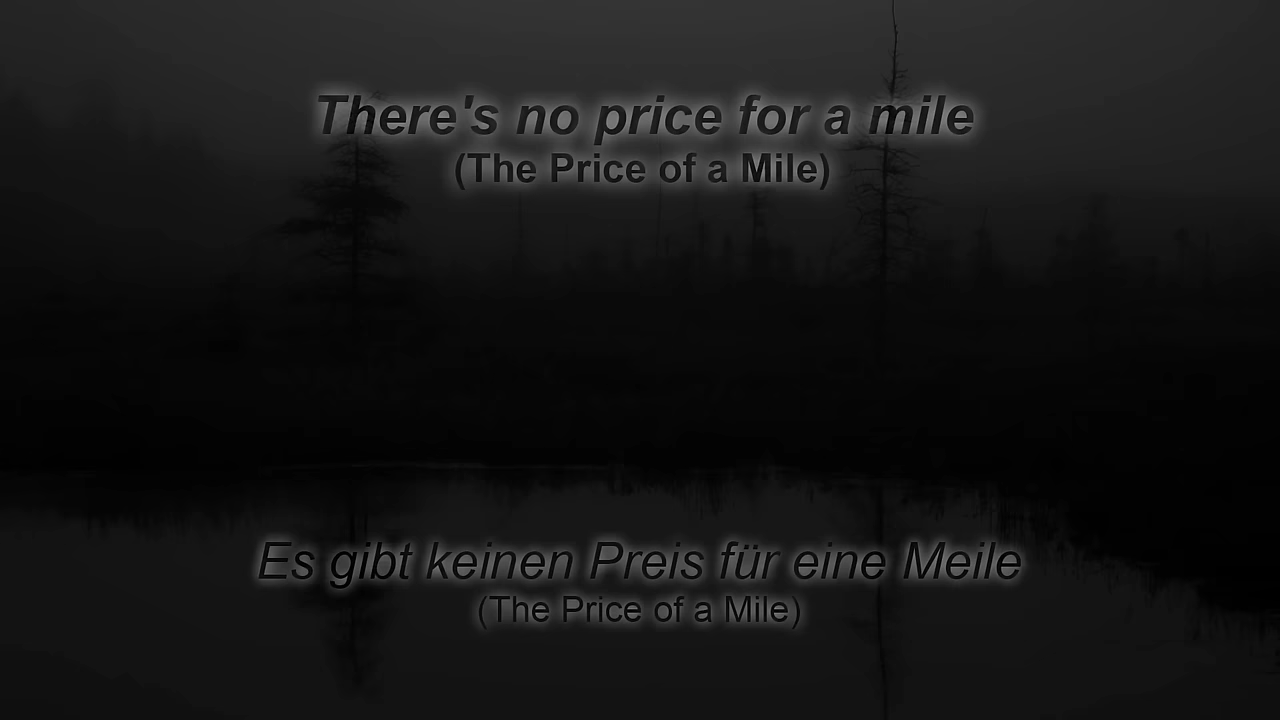 There's no price for a mile
(The Price of a Mile)
Es gibt keinen Preis für eine Meile
(The Price of a Mile)